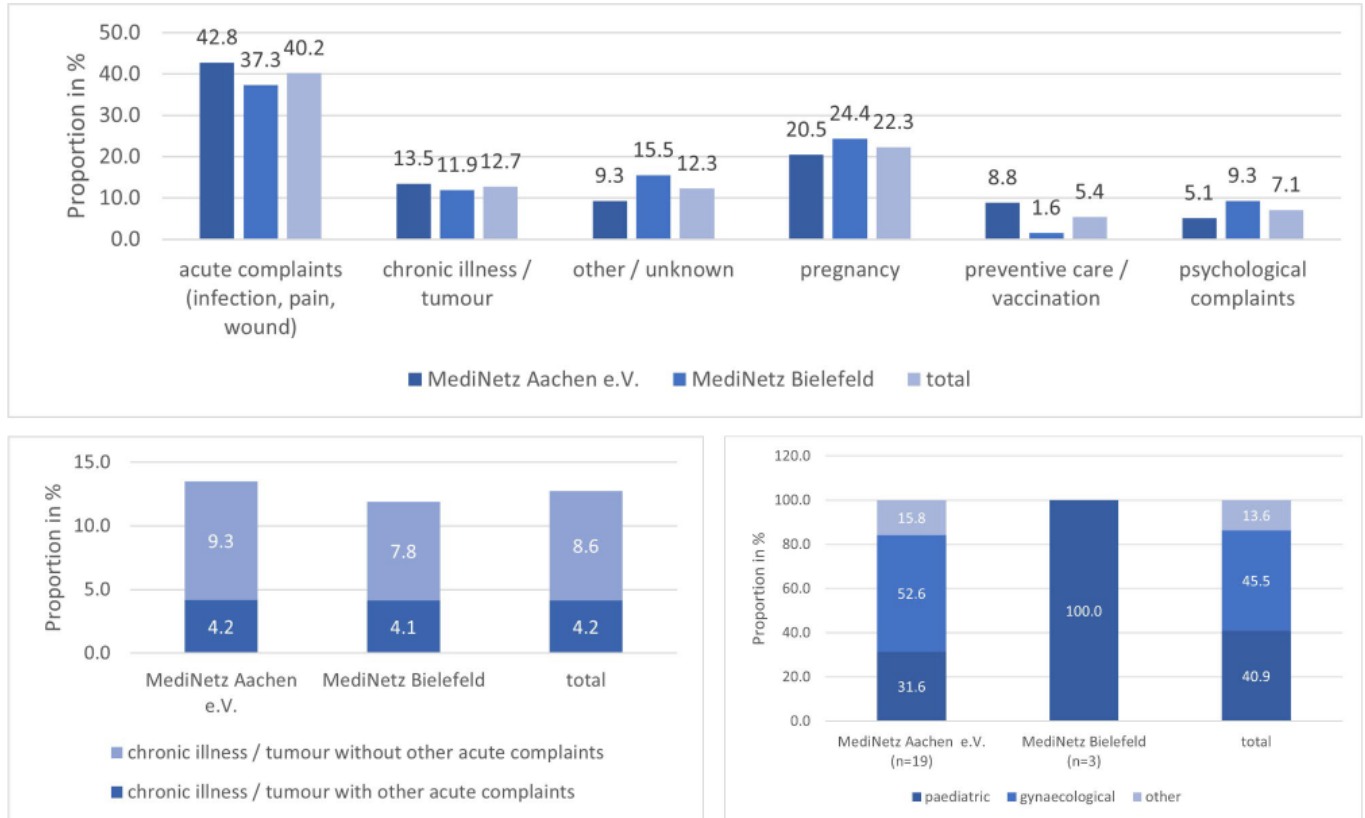 50.0
40.0
30.0
20.0
10.0
0.0
Proportion in %
42.8 37.3 40.2
13.5 11.9 12.7
9.3 15.5 12.3
20.5 24.4 22.3
8.8 1.6 5.4
5.1 9.3 7.1
acute complaints
(infection, pain,
wound)
chronic illness /
tumour
other / unknown
pregnancy
preventive care /
vaccination
psychological
complaints
MediNetz Aachen e.V. MediNetz Bielefeld total
15.0
10.0
5.0
0.0
Proportion in %
9.3 7.8 8.6
4.2 4.1 4.2
MediNetz Aachen
e.V.
MediNetz Bielefeld
total
chronic illness / tumour without other acute complaints
chronic illness / tumour with other acute complaints
120.0
100.0
80.0
60.0
40.0
20.0
0.0
Proportion in %
15.8 13.6
52.6 100.0 45.5
31.6 40.9
MediNetz Aachen e.V.
(n=19)
MediNetz Bielefeld
(n=3)
total
paediatric gynaecological other